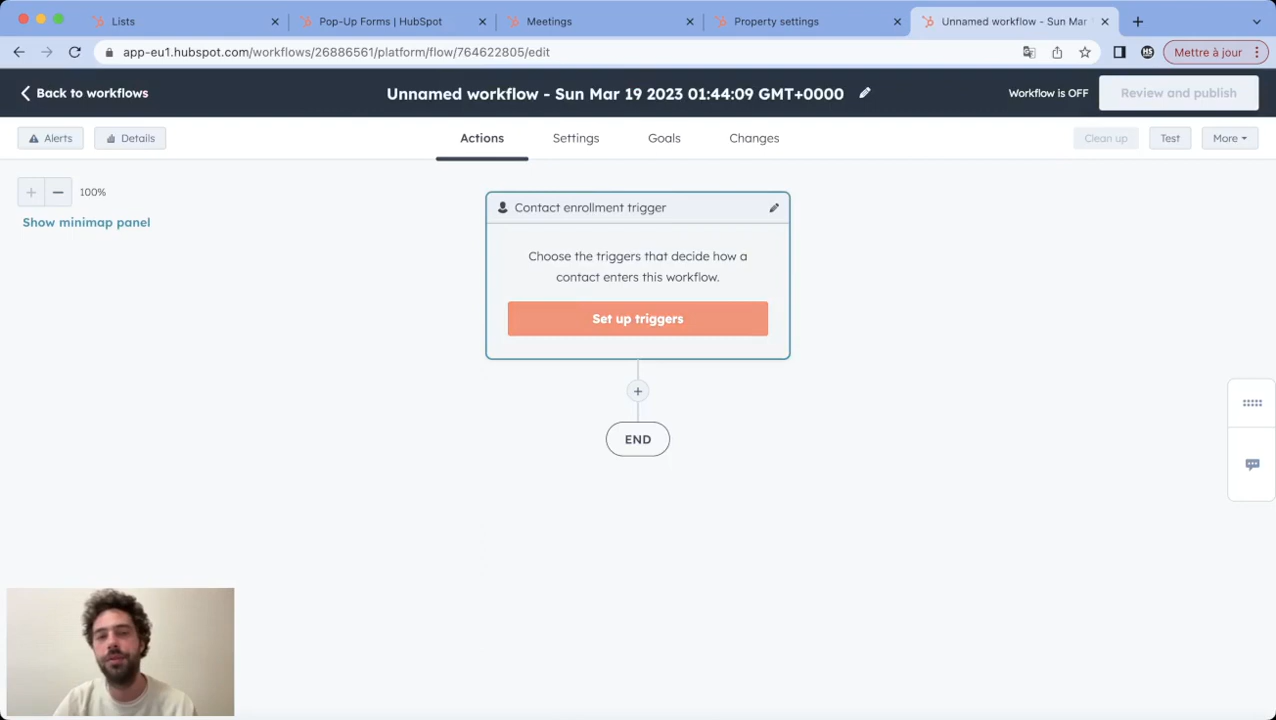 Lists
Pop-Up Forms | HubSpot
Meetings
Property settings
Unnamed workflow - Sun Mar
app-eu1.hubspot.com/workflows/26886561/platform/flow/764622805/edit
Mettre à jour
Back to workflows
Unnamed workflow - Sun Mar 19 2023 01:44:09 GMT+0000
Workflow is OFF
Review and publish
Alerts
Details
Actions
Settings
Goals
Changes
Clean up
Test
More
100%
Show minimap panel
Contact enrollment trigger
Choose the triggers that decide how a
contact enters this workflow.
Set up triggers
END